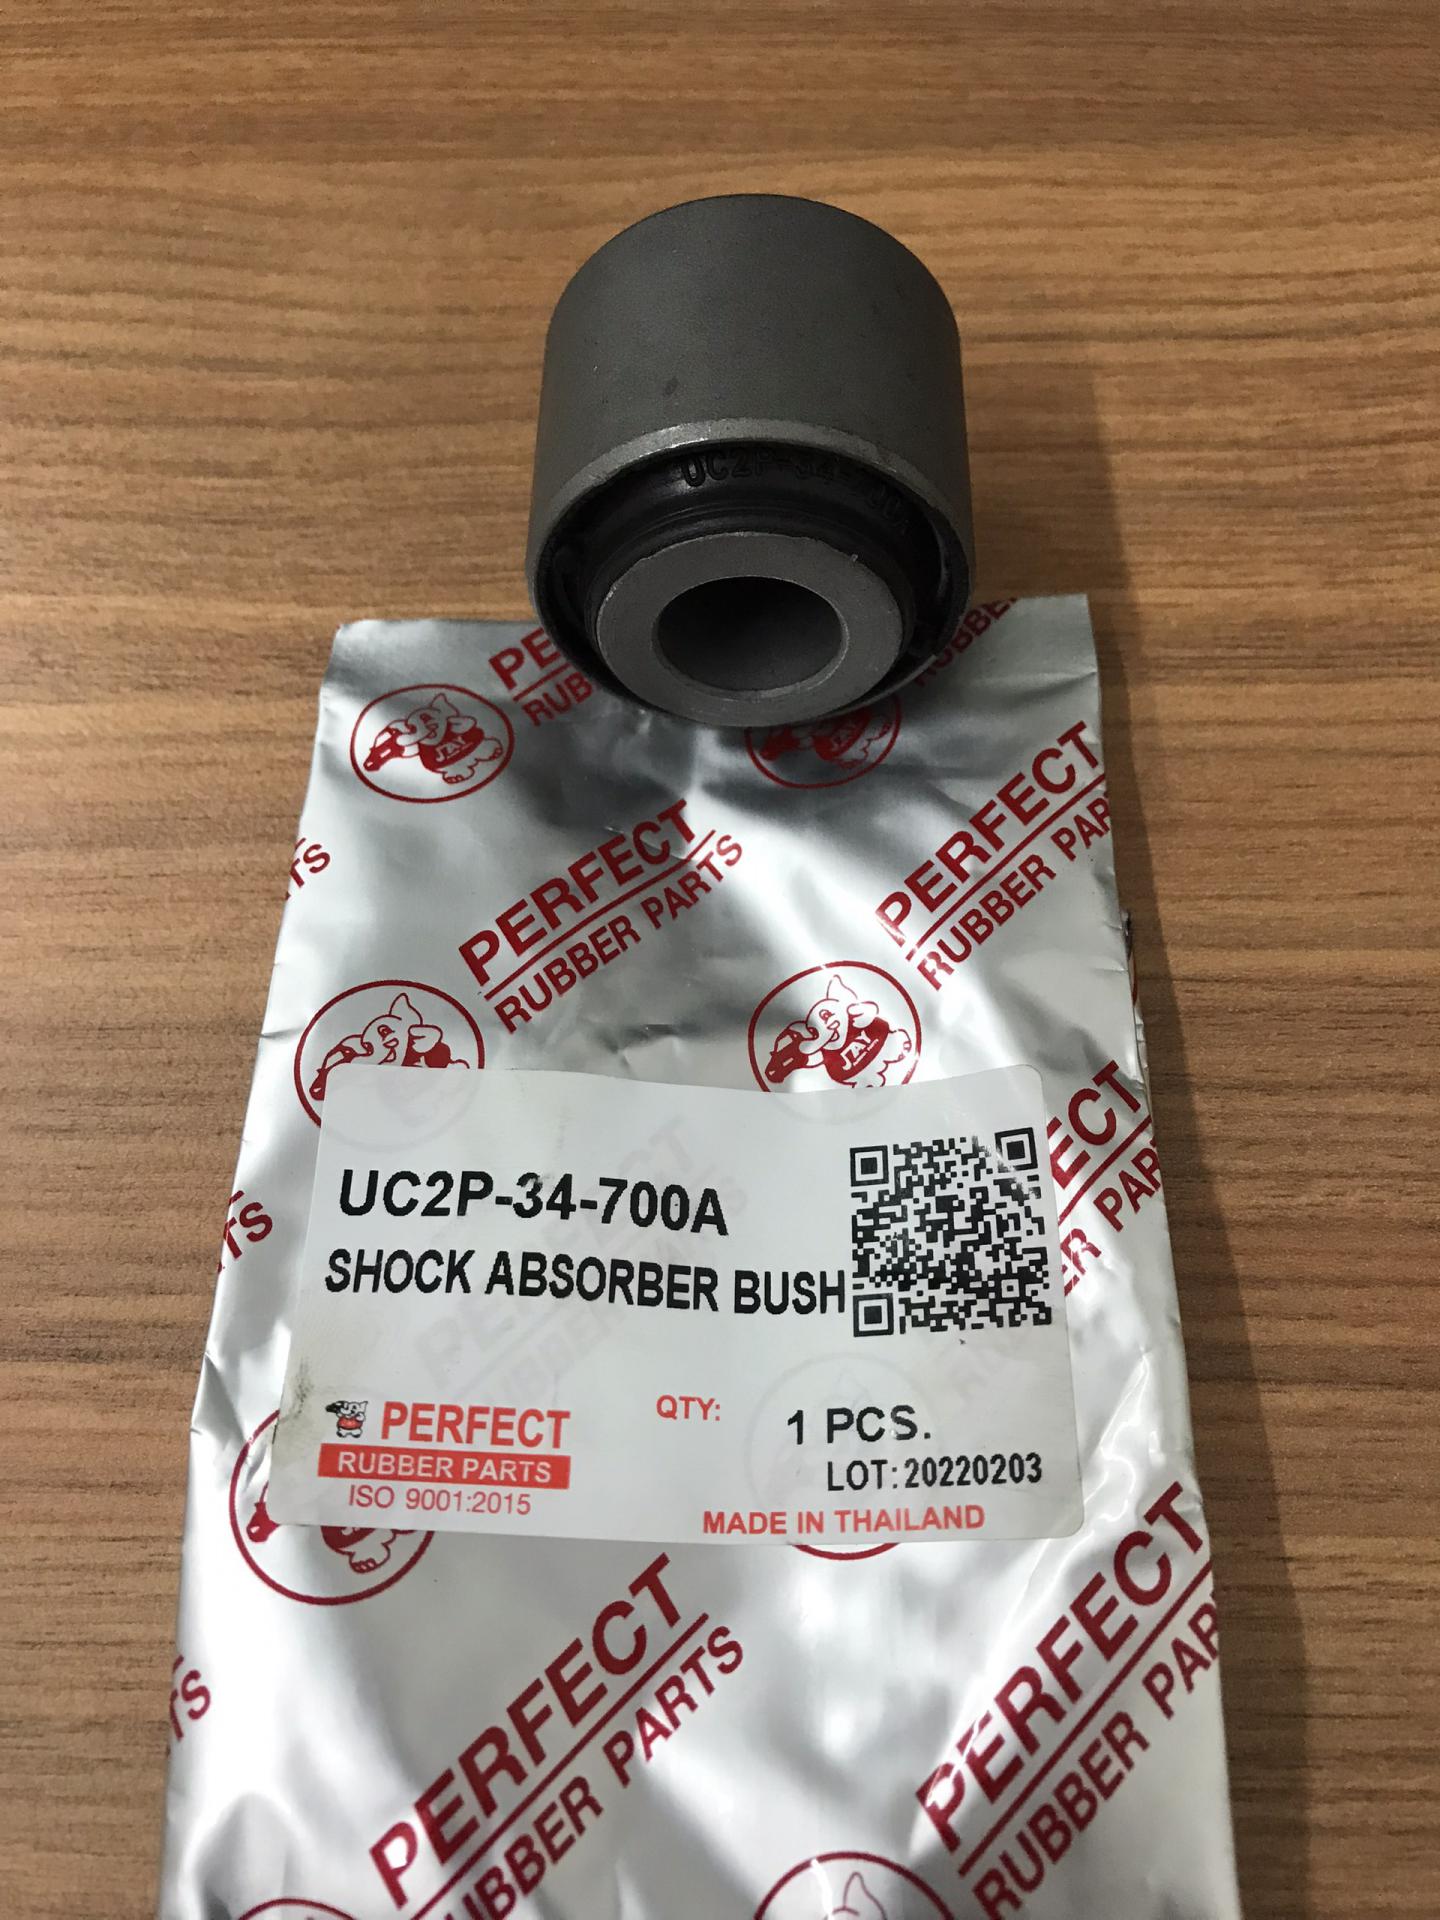 UC2P-34-700A
PERFECT
RUBBER PARTS
PERFECT
RUBBER PARTS
JZAY
UC2P-34-700A
SHOCK ABSORBER BUSH
PERFECT
RUBBER PARTS
ISO 9001:2015
QTY:
1 PCS.
LOT:20220203
MADE IN THAILAND
PERFECT
RUBBER PARTS
PERFECT
RUBBER PARTS